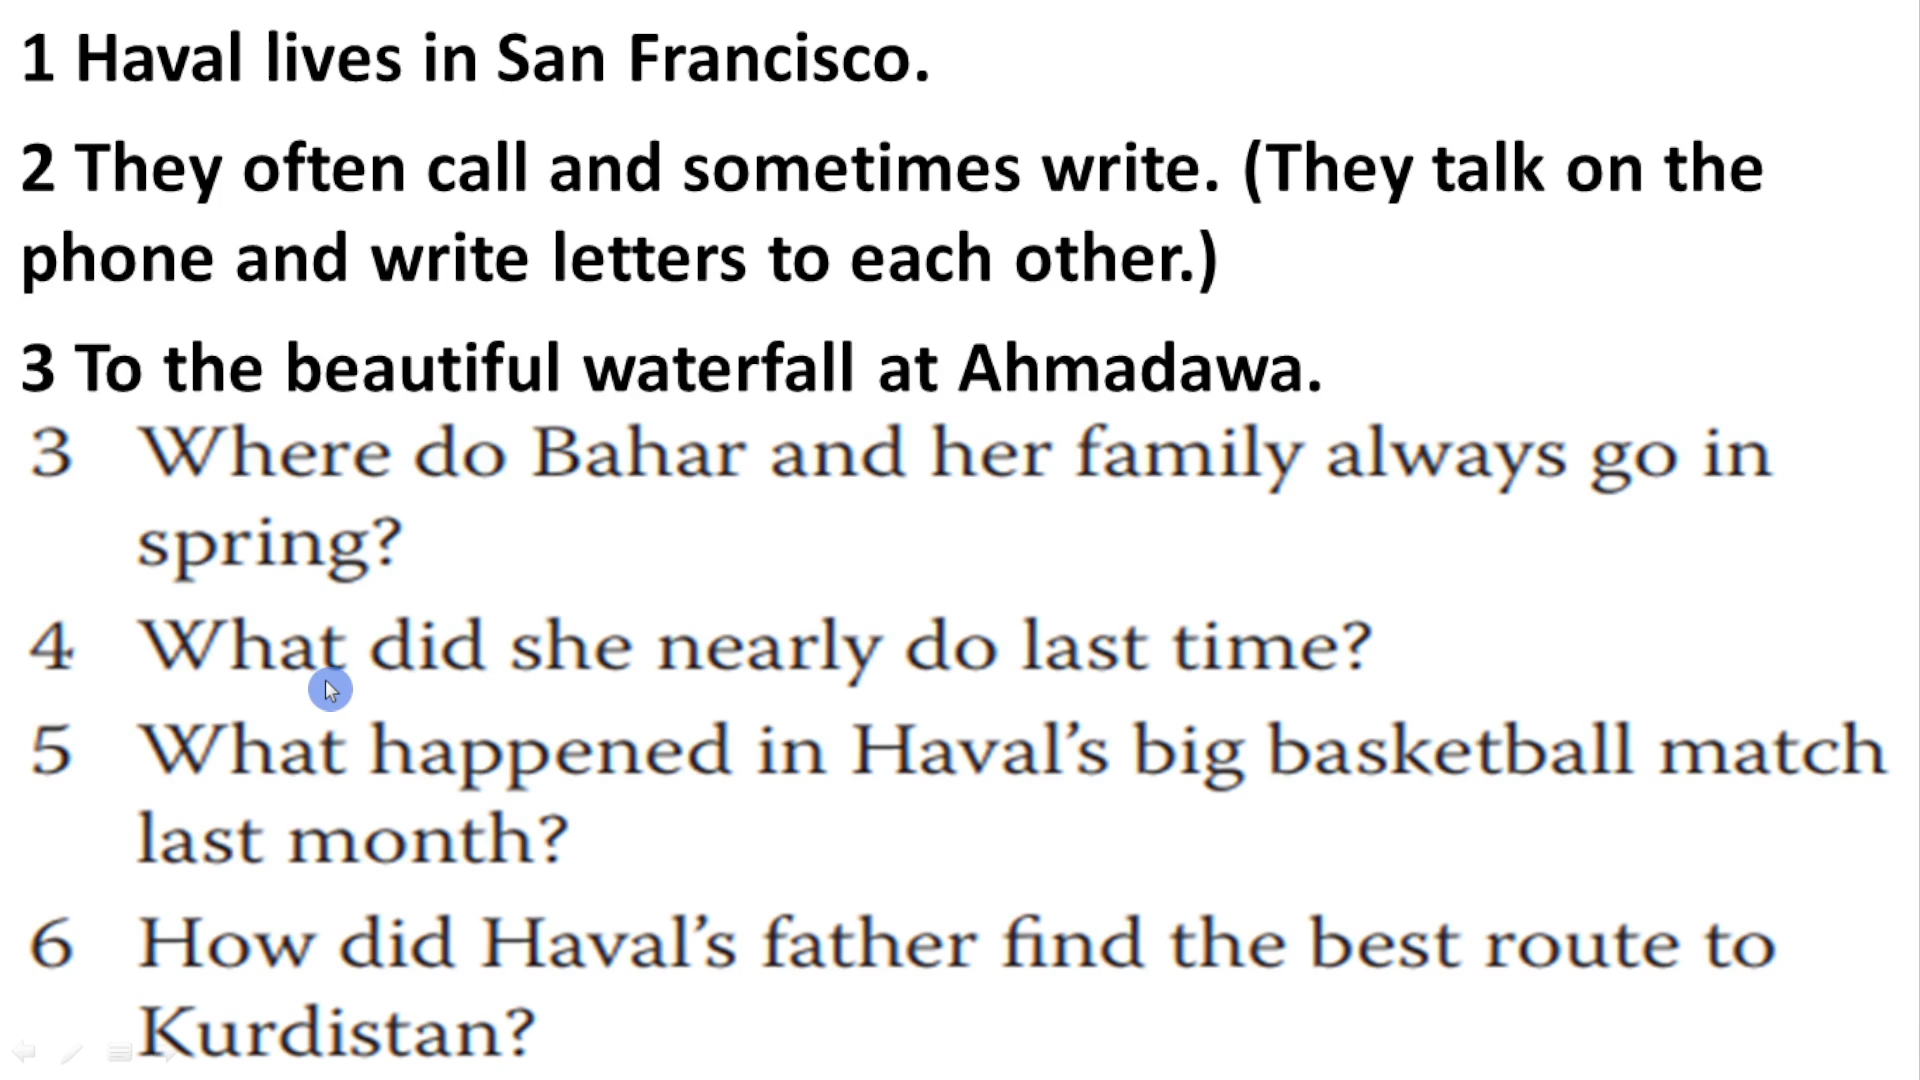 1 Haval lives in San Francisco.
2 They often call and sometimes write. (They talk on the
phone and write letters to each other.)
3 To the beautiful waterfall at Ahmadawa.
3 Where do Bahar and her family always go in
spring?
4 What did she nearly do last time?
5 What happened in Haval’s big basketball match
last month?
6 How did Haval’s father find the best route to
Kurdistan?